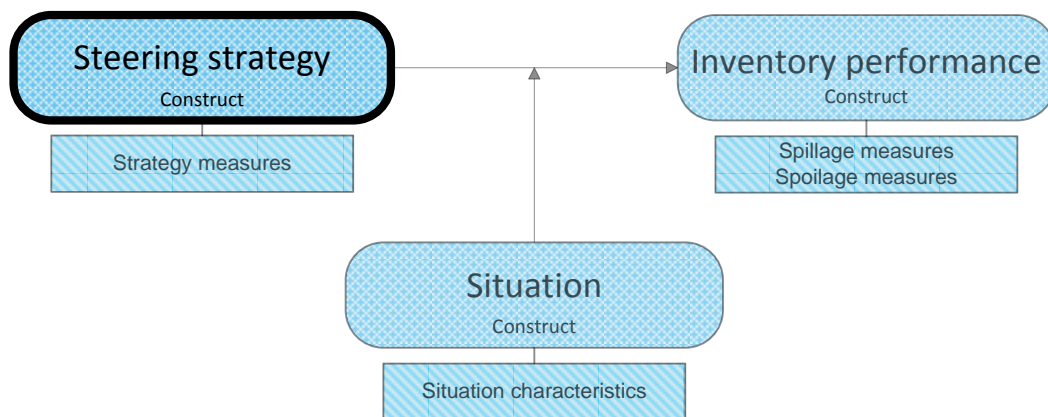 Steering strategy
Construct
Strategy measures
Inventory performance
Construct
Spillage measures
Spoilage measures
Situation
Construct
Situation characteristics